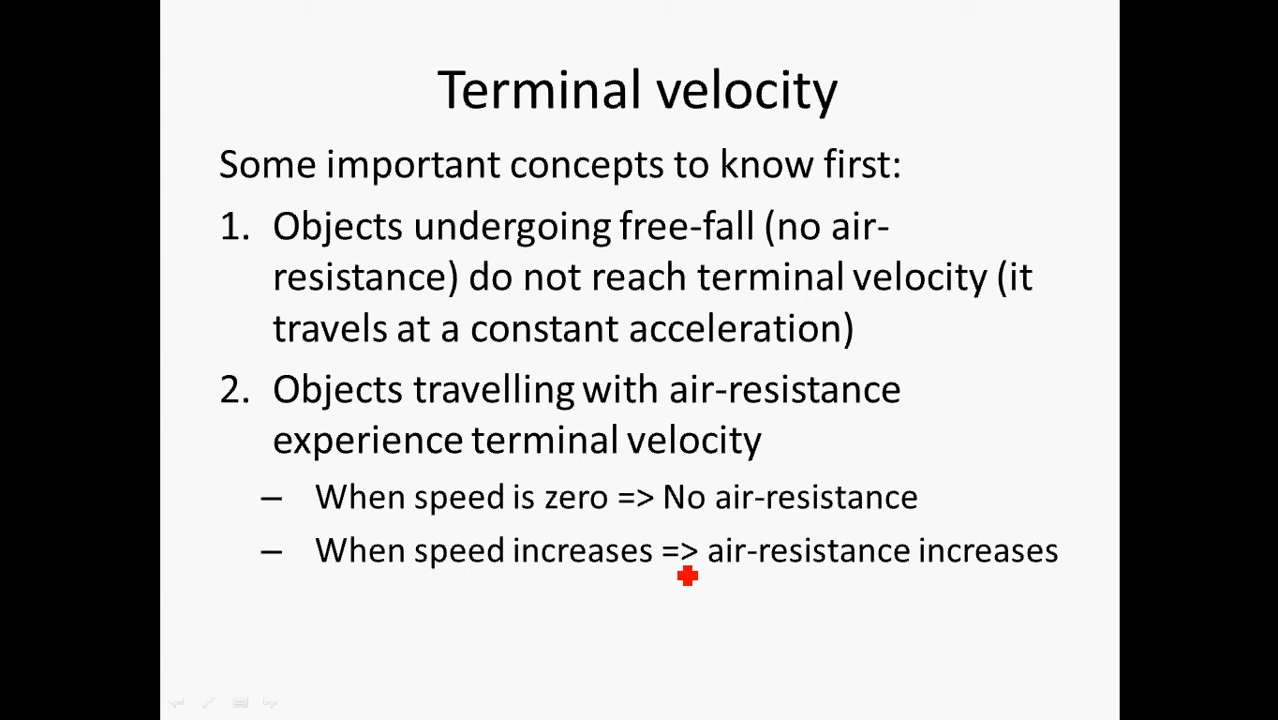 Terminal velocity
Some important concepts to know first:
1. Objects undergoing free-fall (no air-
resistance) do not reach terminal velocity (it
travels at a constant acceleration)
2. Objects travelling with air-resistance
experience terminal velocity
– When speed is zero => No air-resistance
– When speed increases => air-resistance increases